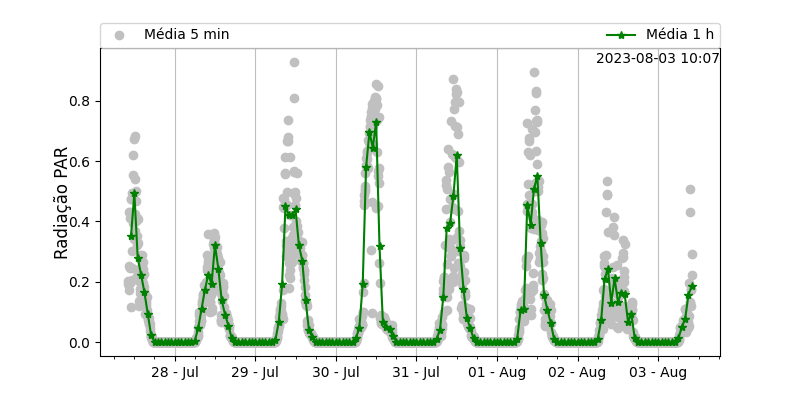 Média 5 min
Média 1 h
2023-08-03 10:07
Radiação PAR
0.8
0.6
0.4
0.2
0.0
28 - Jul
29 - Jul
30 - Jul
31 - Jul
01 - Aug
02 - Aug
03 - Aug